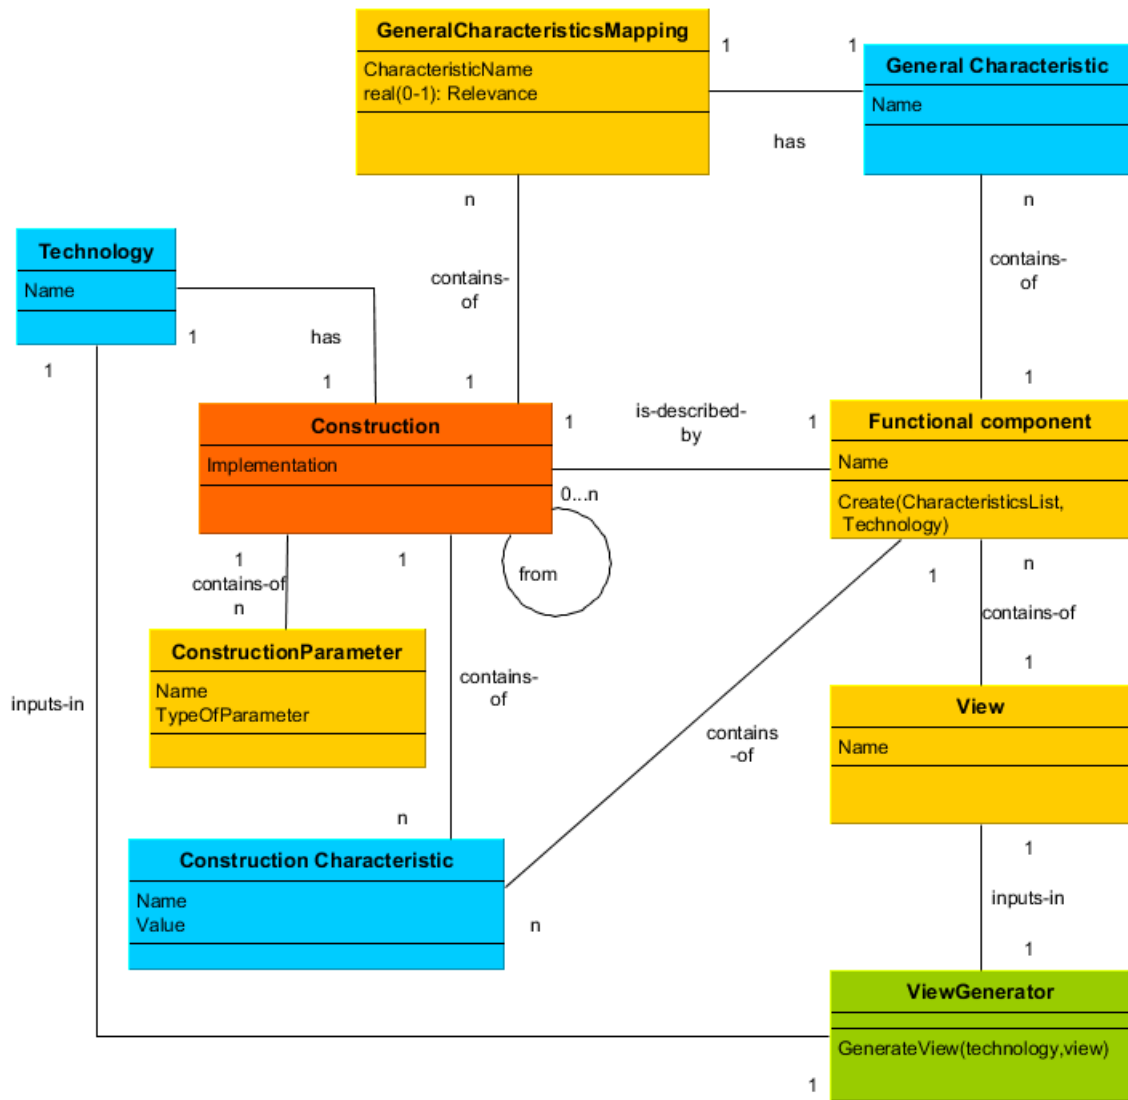 GeneralCharacteristicsMapping
CharacteristicName
real(0-1): Relevance
1
1
has
General Characteristic
Name
n
contains-
of
1
n
contains-
of
1
Technology
Name
1
has
1
1
inputs-in
1
Construction
Implementation
1
is-described-
by
1
0...n
from
Functional component
Name
Create(CharacteristicsList,
Technology)
1
contains-of
n
ConstructionParameter
Name
TypeOfParameter
1
contains-
of
n
Construction Characteristic
Name
Value
1
contains
-of
n
n
contains-of
1
View
Name
1
inputs-in
1
ViewGenerator
GenerateView(technology,view)